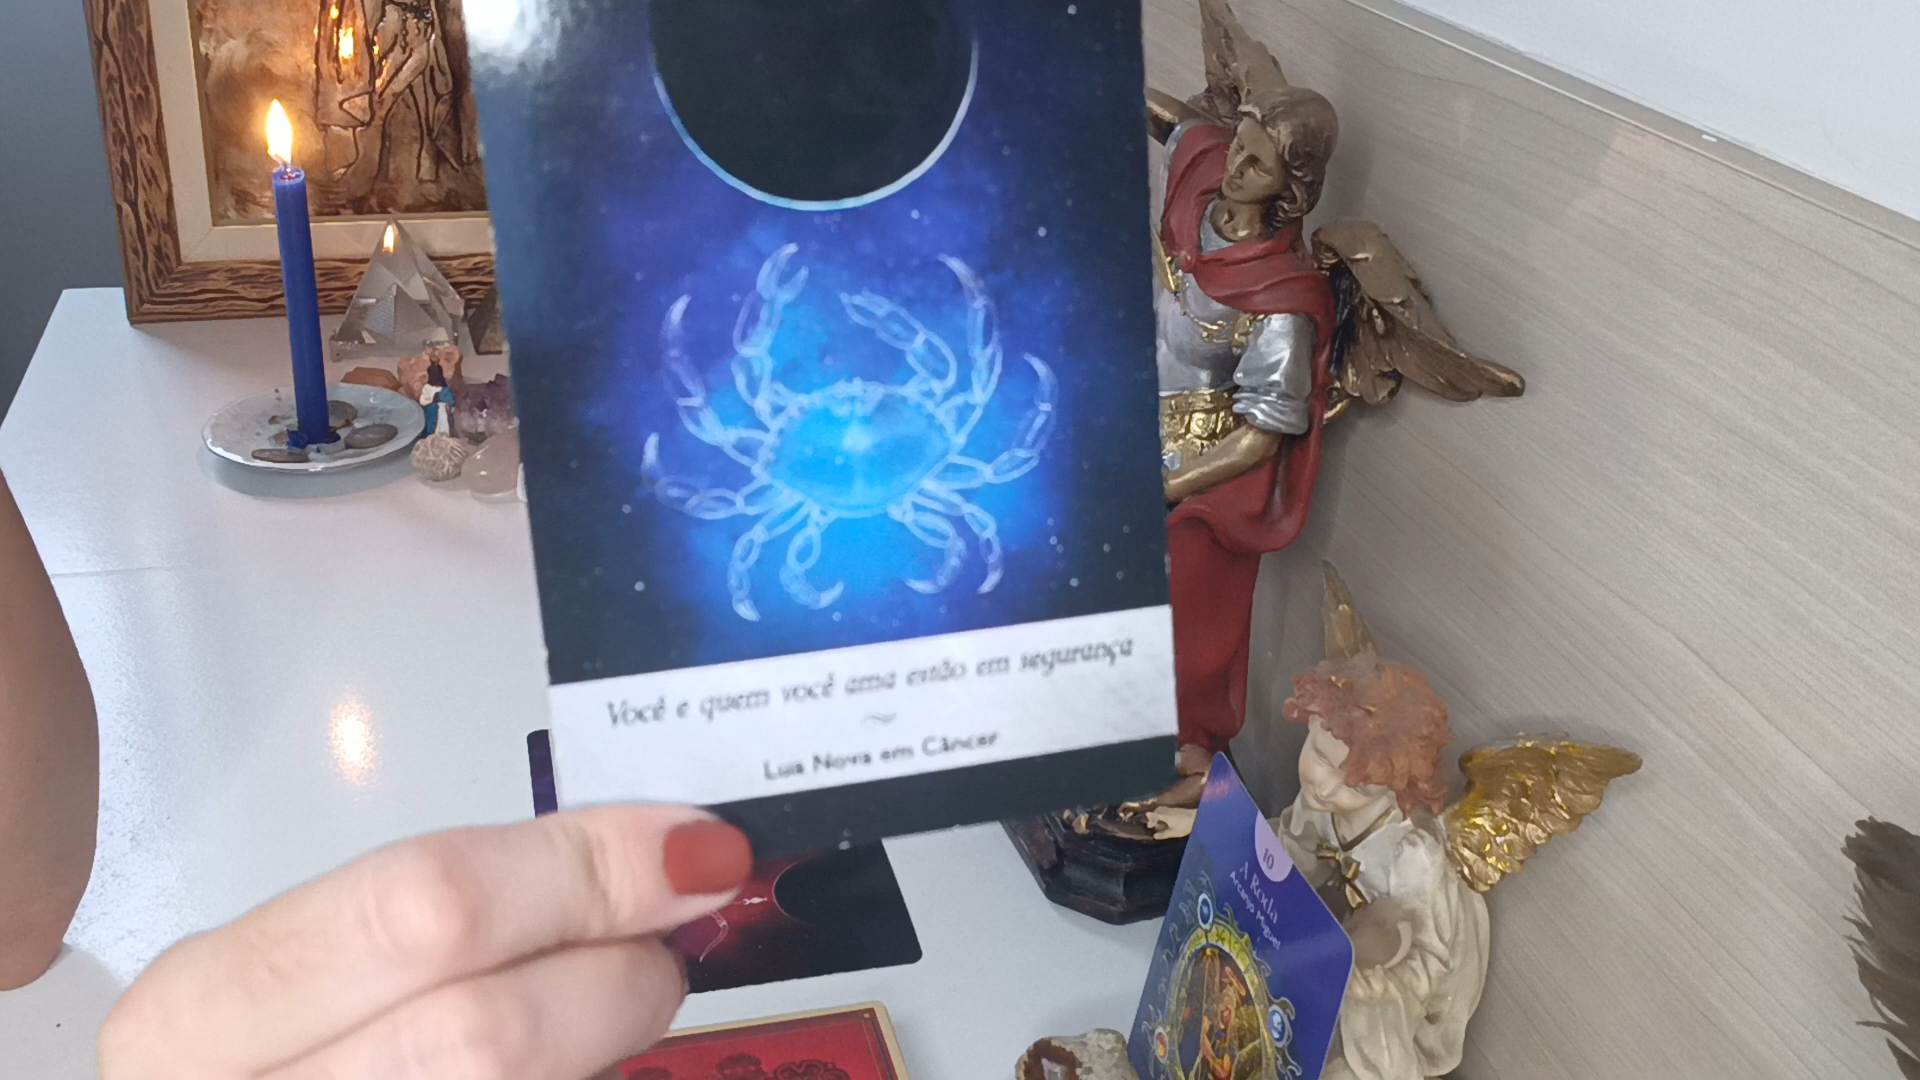 Você e quem você ama estão em segurança
Lua Nova em Câncer
10
A Roda
Arcanjo Miguel